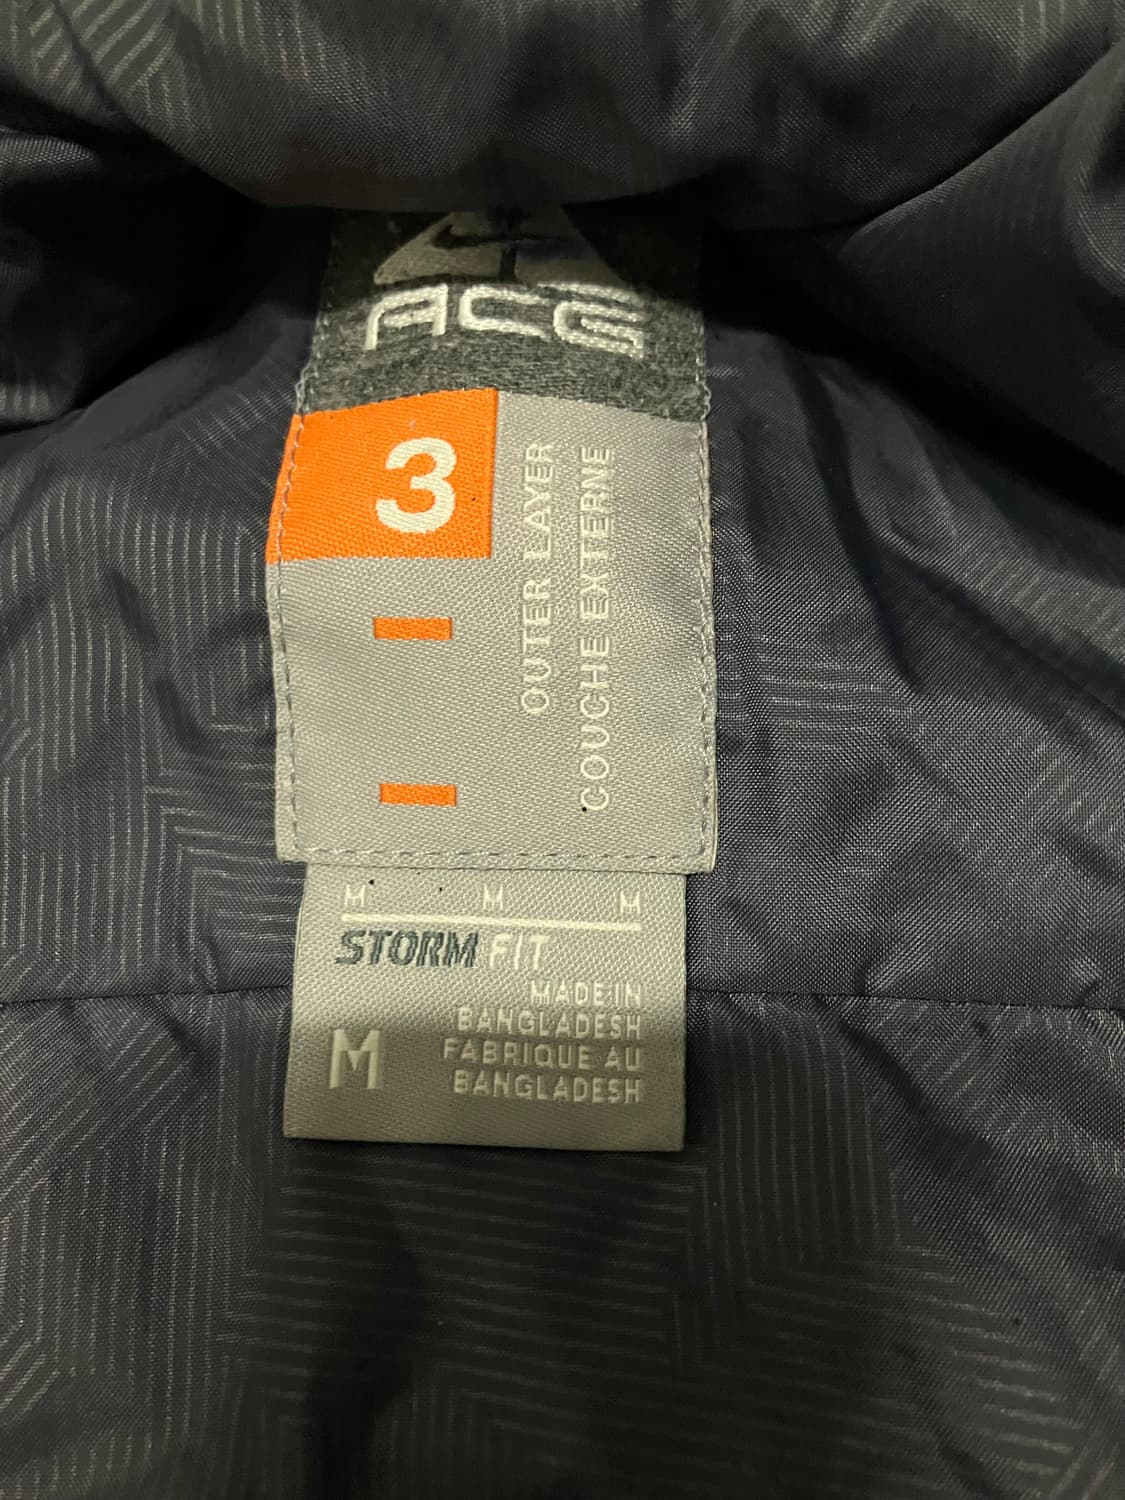 ACG
3
OUTER LAYER
COUCHE EXTERNE
M M M
STORM FIT
MADE IN
BANGLADESH
M
FABRIQUE AU
BANGLADESH